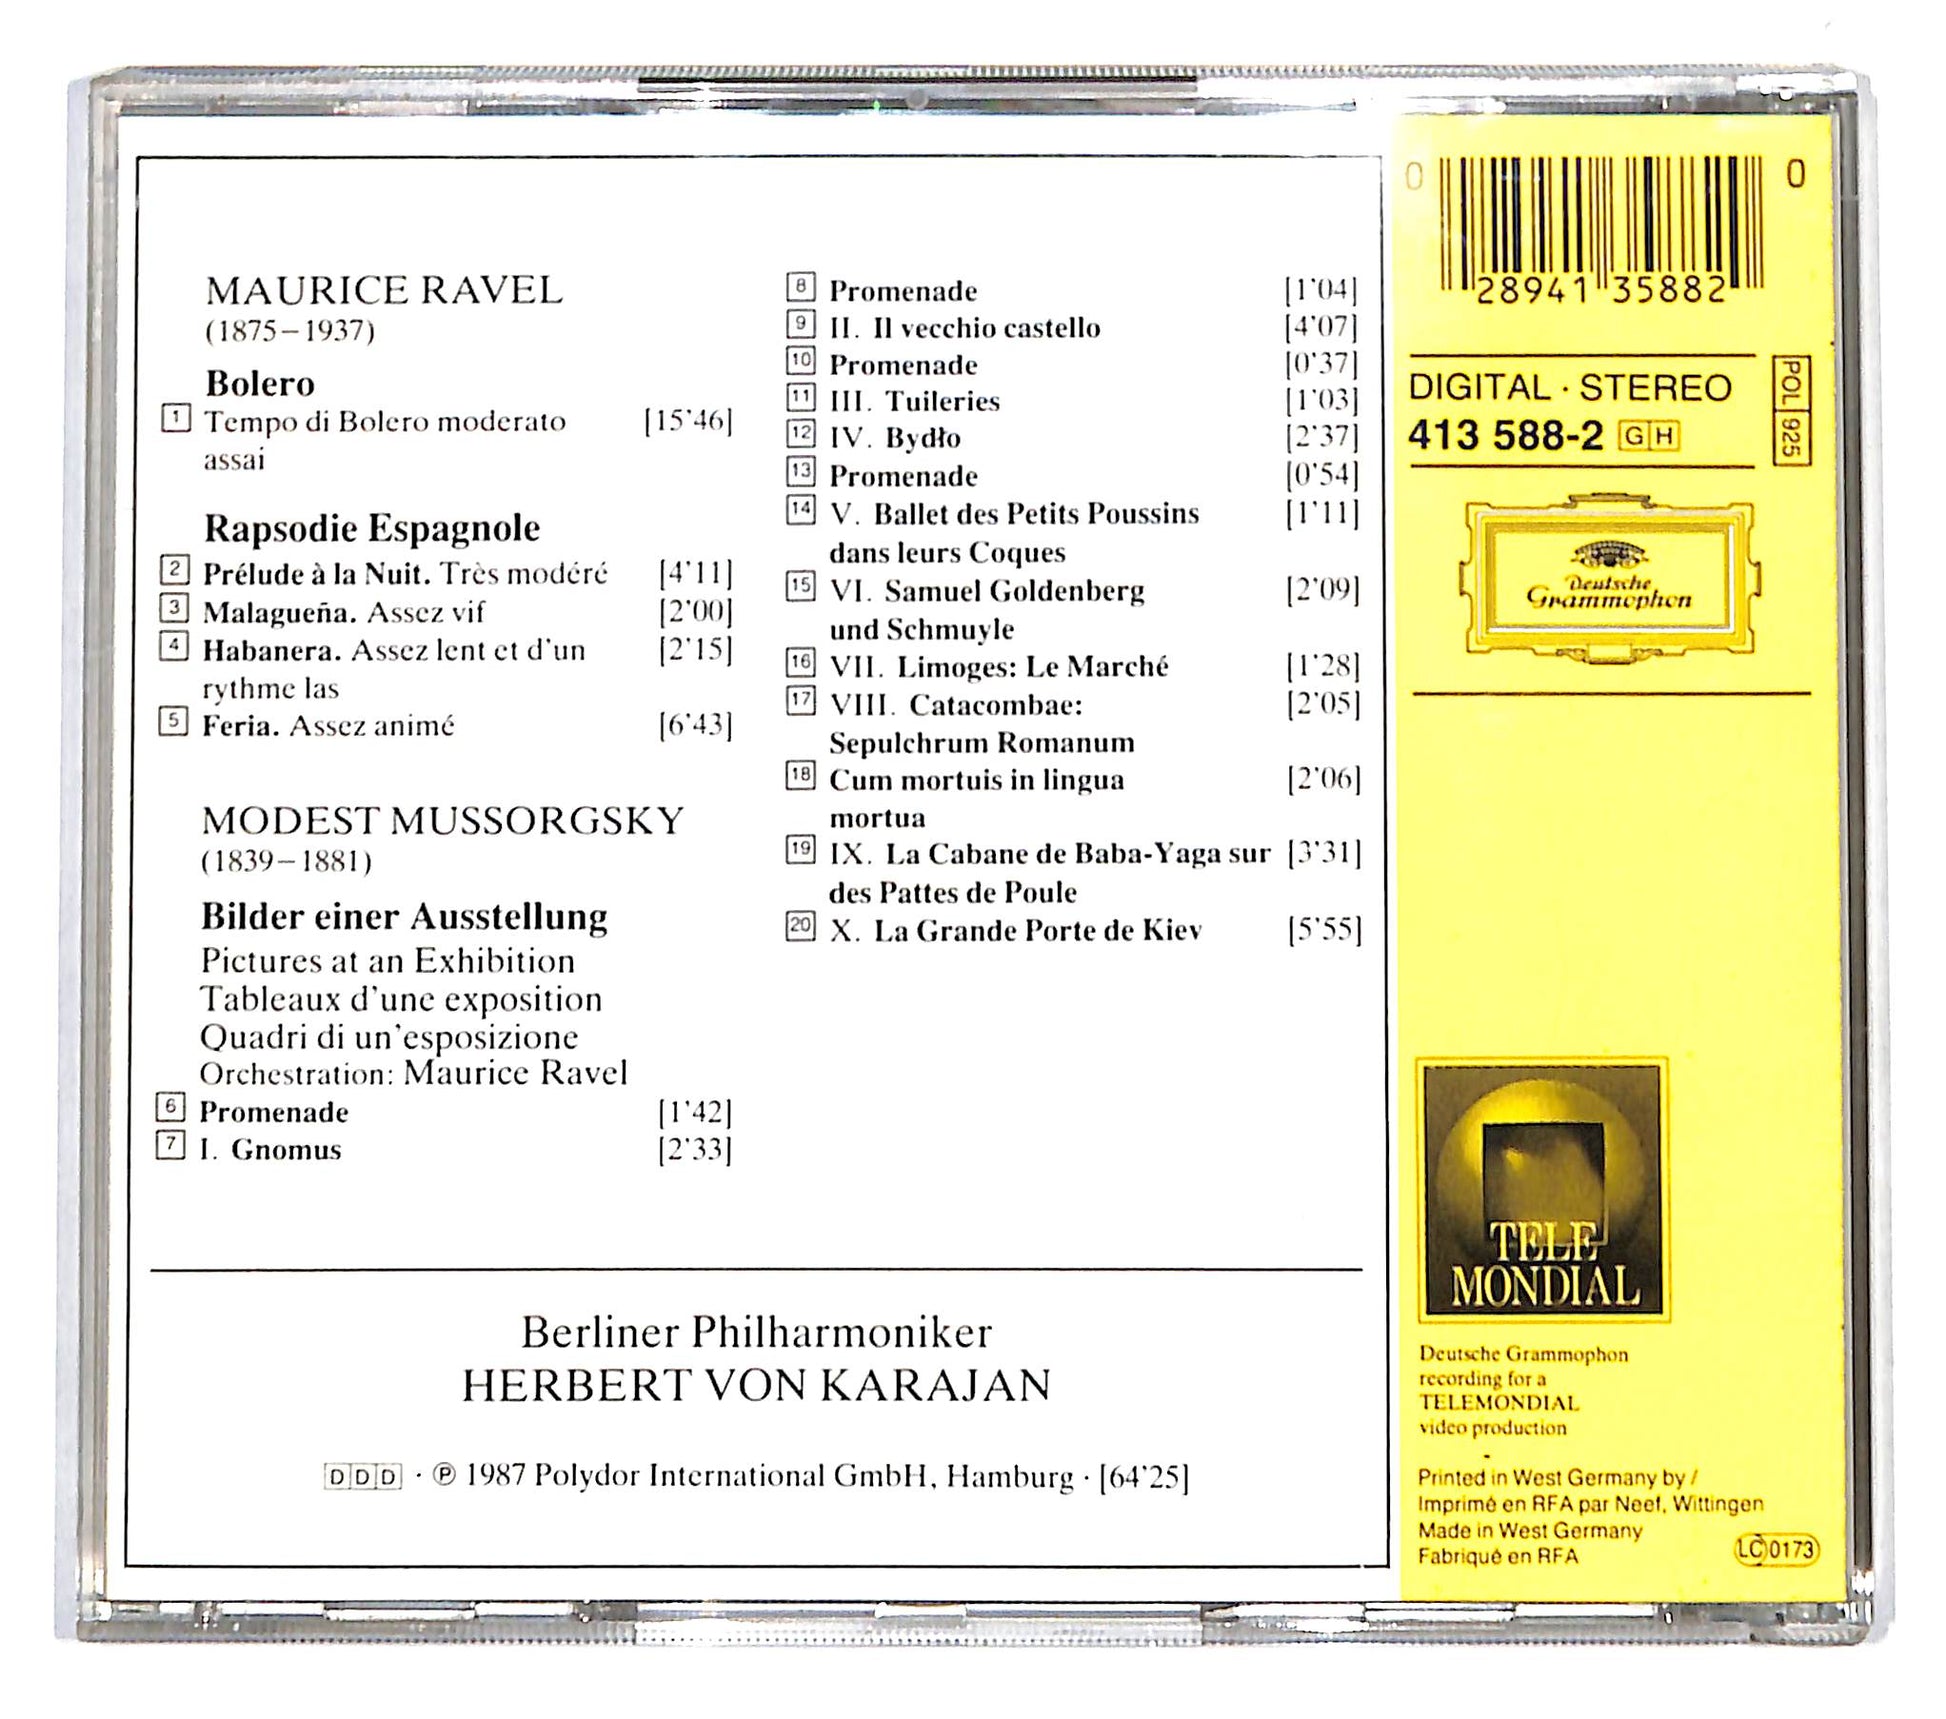 MAURICE RAVEL
(1875–1937)
Bolero
1 Tempo di Bolero moderato [15'46]
assai
Rapsodie Espagnole
2 Prélude à la Nuit. Très modéré [4'11]
3 Malagueña. Assez vif [2'00]
4 Habanera. Assez lent et d'un [2'15]
rythme las
5 Feria. Assez animé [6'43]
MODEST MUSSORGSKY
(1839–1881)
Bilder einer Ausstellung
Pictures at an Exhibition
Tableaux d'une exposition
Quadri di un'esposizione
Orchestration: Maurice Ravel
6 Promenade [1'42]
7 I. Gnomus [2'33]
8 Promenade [1'04]
9 II. Il vecchio castello [4'07]
10 Promenade [0'37]
11 III. Tuileries [1'03]
12 IV. Bydło [2'37]
13 Promenade [0'54]
14 V. Ballet des Petits Poussins [1'11]
dans leurs Coques
15 VI. Samuel Goldenberg [2'09]
und Schmuyle
16 VII. Limoges: Le Marché [1'28]
17 VIII. Catacombae: [2'05]
Sepulchrum Romanum
18 Cum mortuis in lingua [2'06]
mortua
19 IX. La Cabane de Baba-Yaga sur [3'31]
des Pattes de Poule
20 X. La Grande Porte de Kiev [5'55]
Berliner Philharmoniker
HERBERT VON KARAJAN
DDD · ℗ 1987 Polydor International GmbH, Hamburg · [64'25]
0 28941 35882 0
DIGITAL · STEREO
413 588-2 GH
POL 925
Deutsche
Grammophon
TELE
MONDIAL
Deutsche Grammophon
recording for a
TELEMONDIAL
video production
Printed in West Germany by /
Imprimé en RFA par Neef, Wittingen
Made in West Germany
Fabriqué en RFA
LC 0173